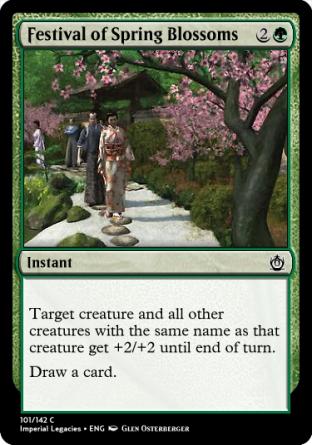 Festival of Spring Blossoms 2
Instant
Target creature and all other
creatures with the same name as that
creature get +2/+2 until end of turn.
Draw a card.
101/142 C
Imperial Legacies • ENG Glen Osterberger